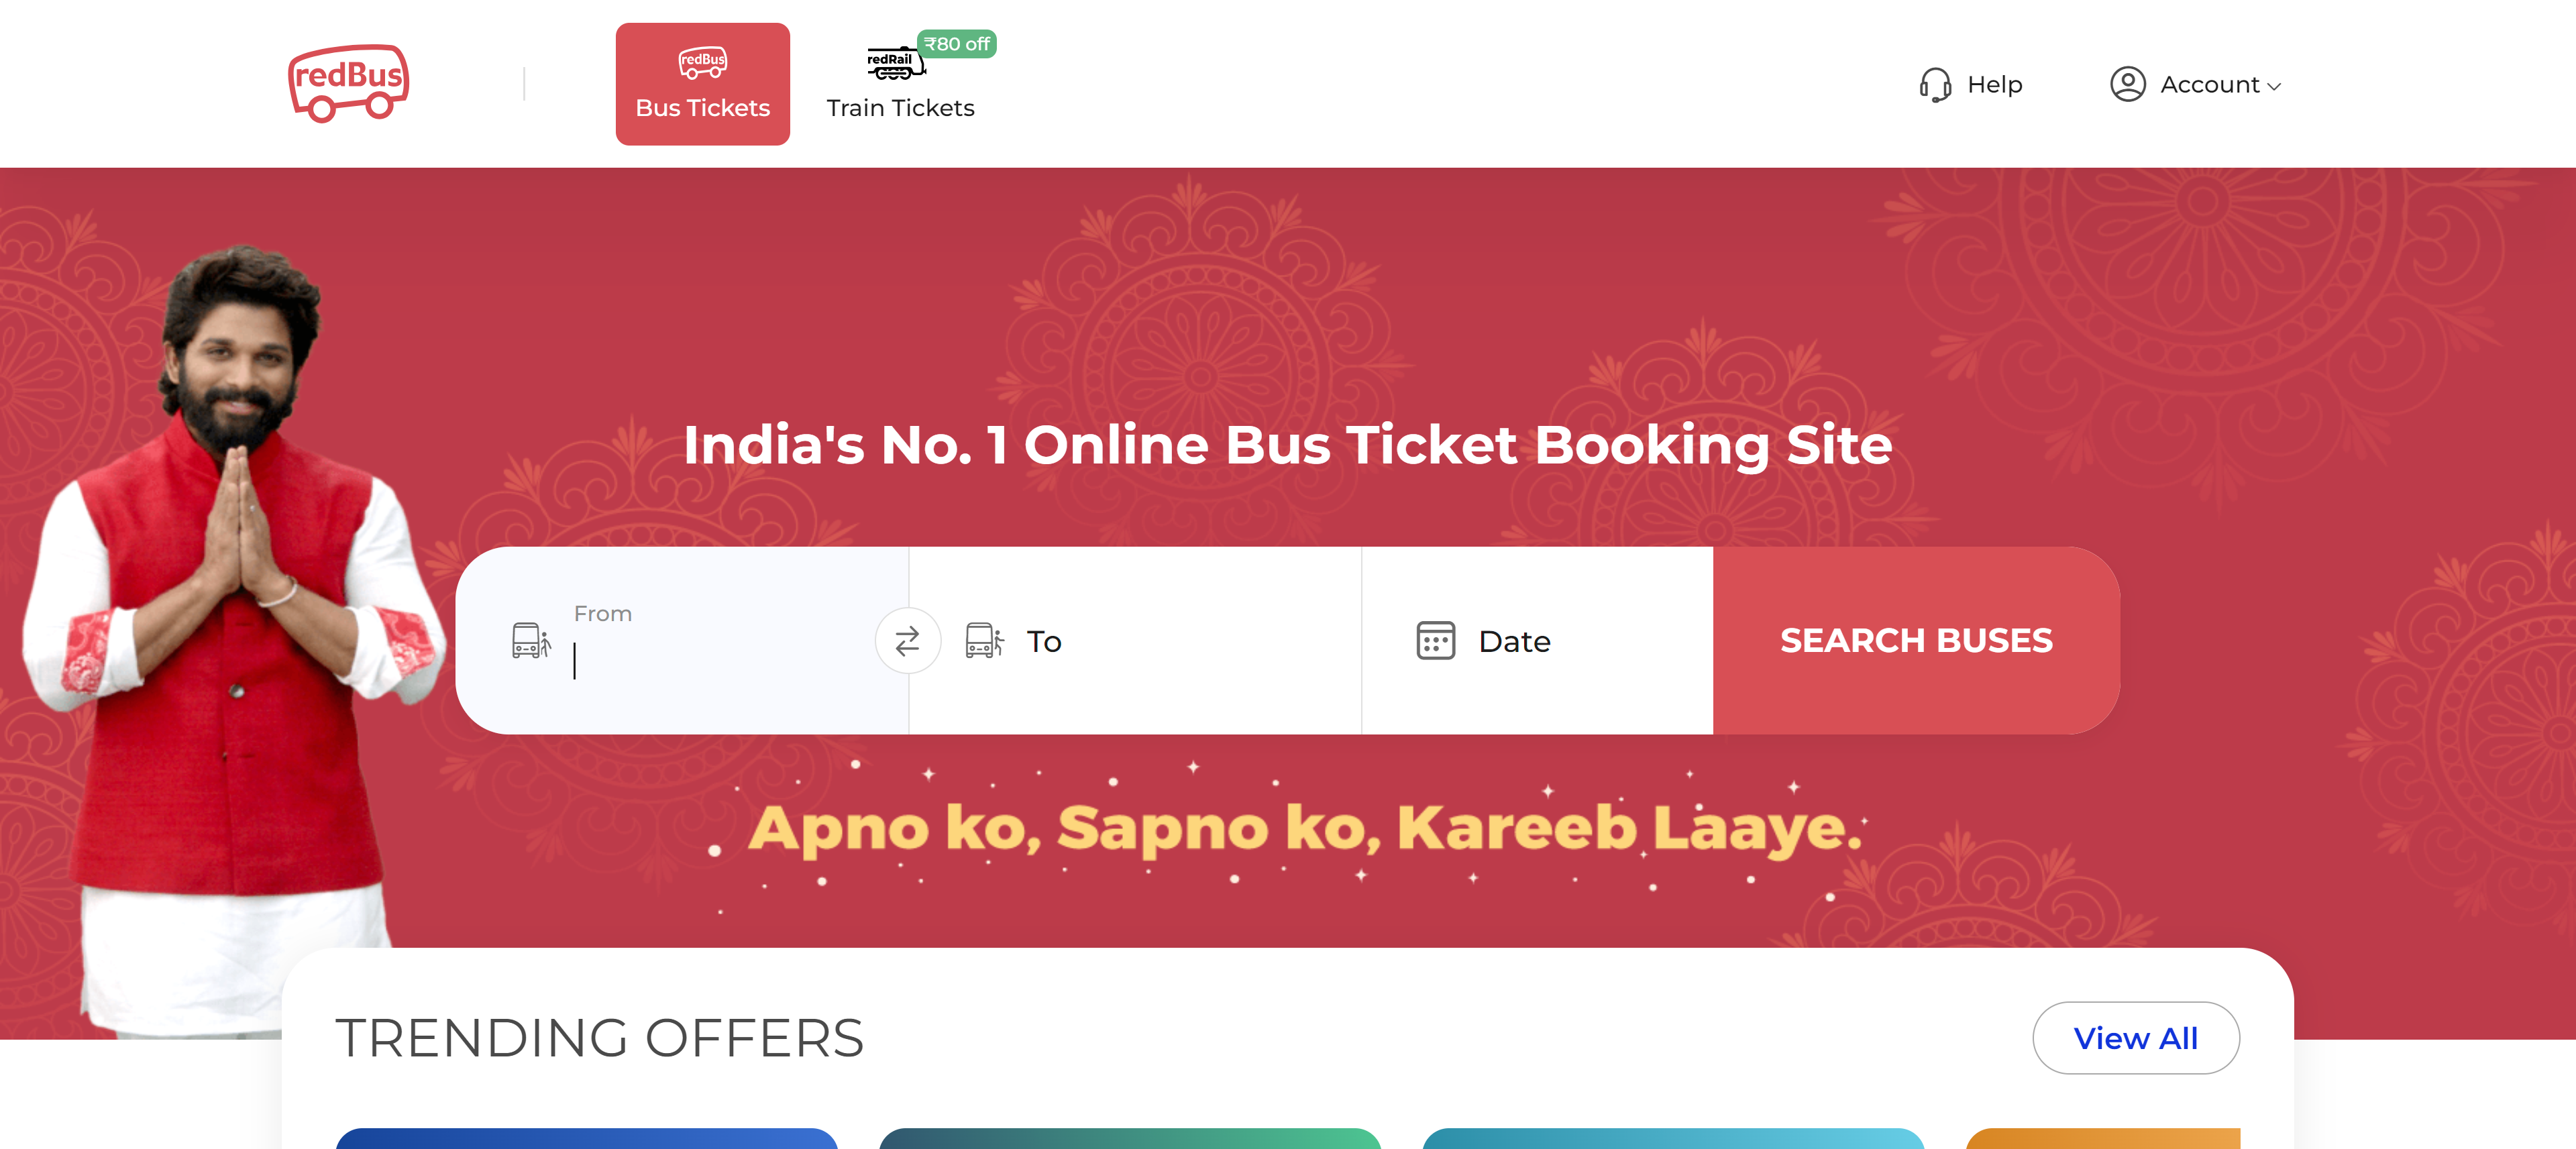 redBus
redBus
Bus Tickets
redRail
₹80 off
Train Tickets
Help
Account
India's No. 1 Online Bus Ticket Booking Site
From
To
Date
SEARCH BUSES
Apno ko, Sapno ko, Kareeb Laaye.
TRENDING OFFERS
View All